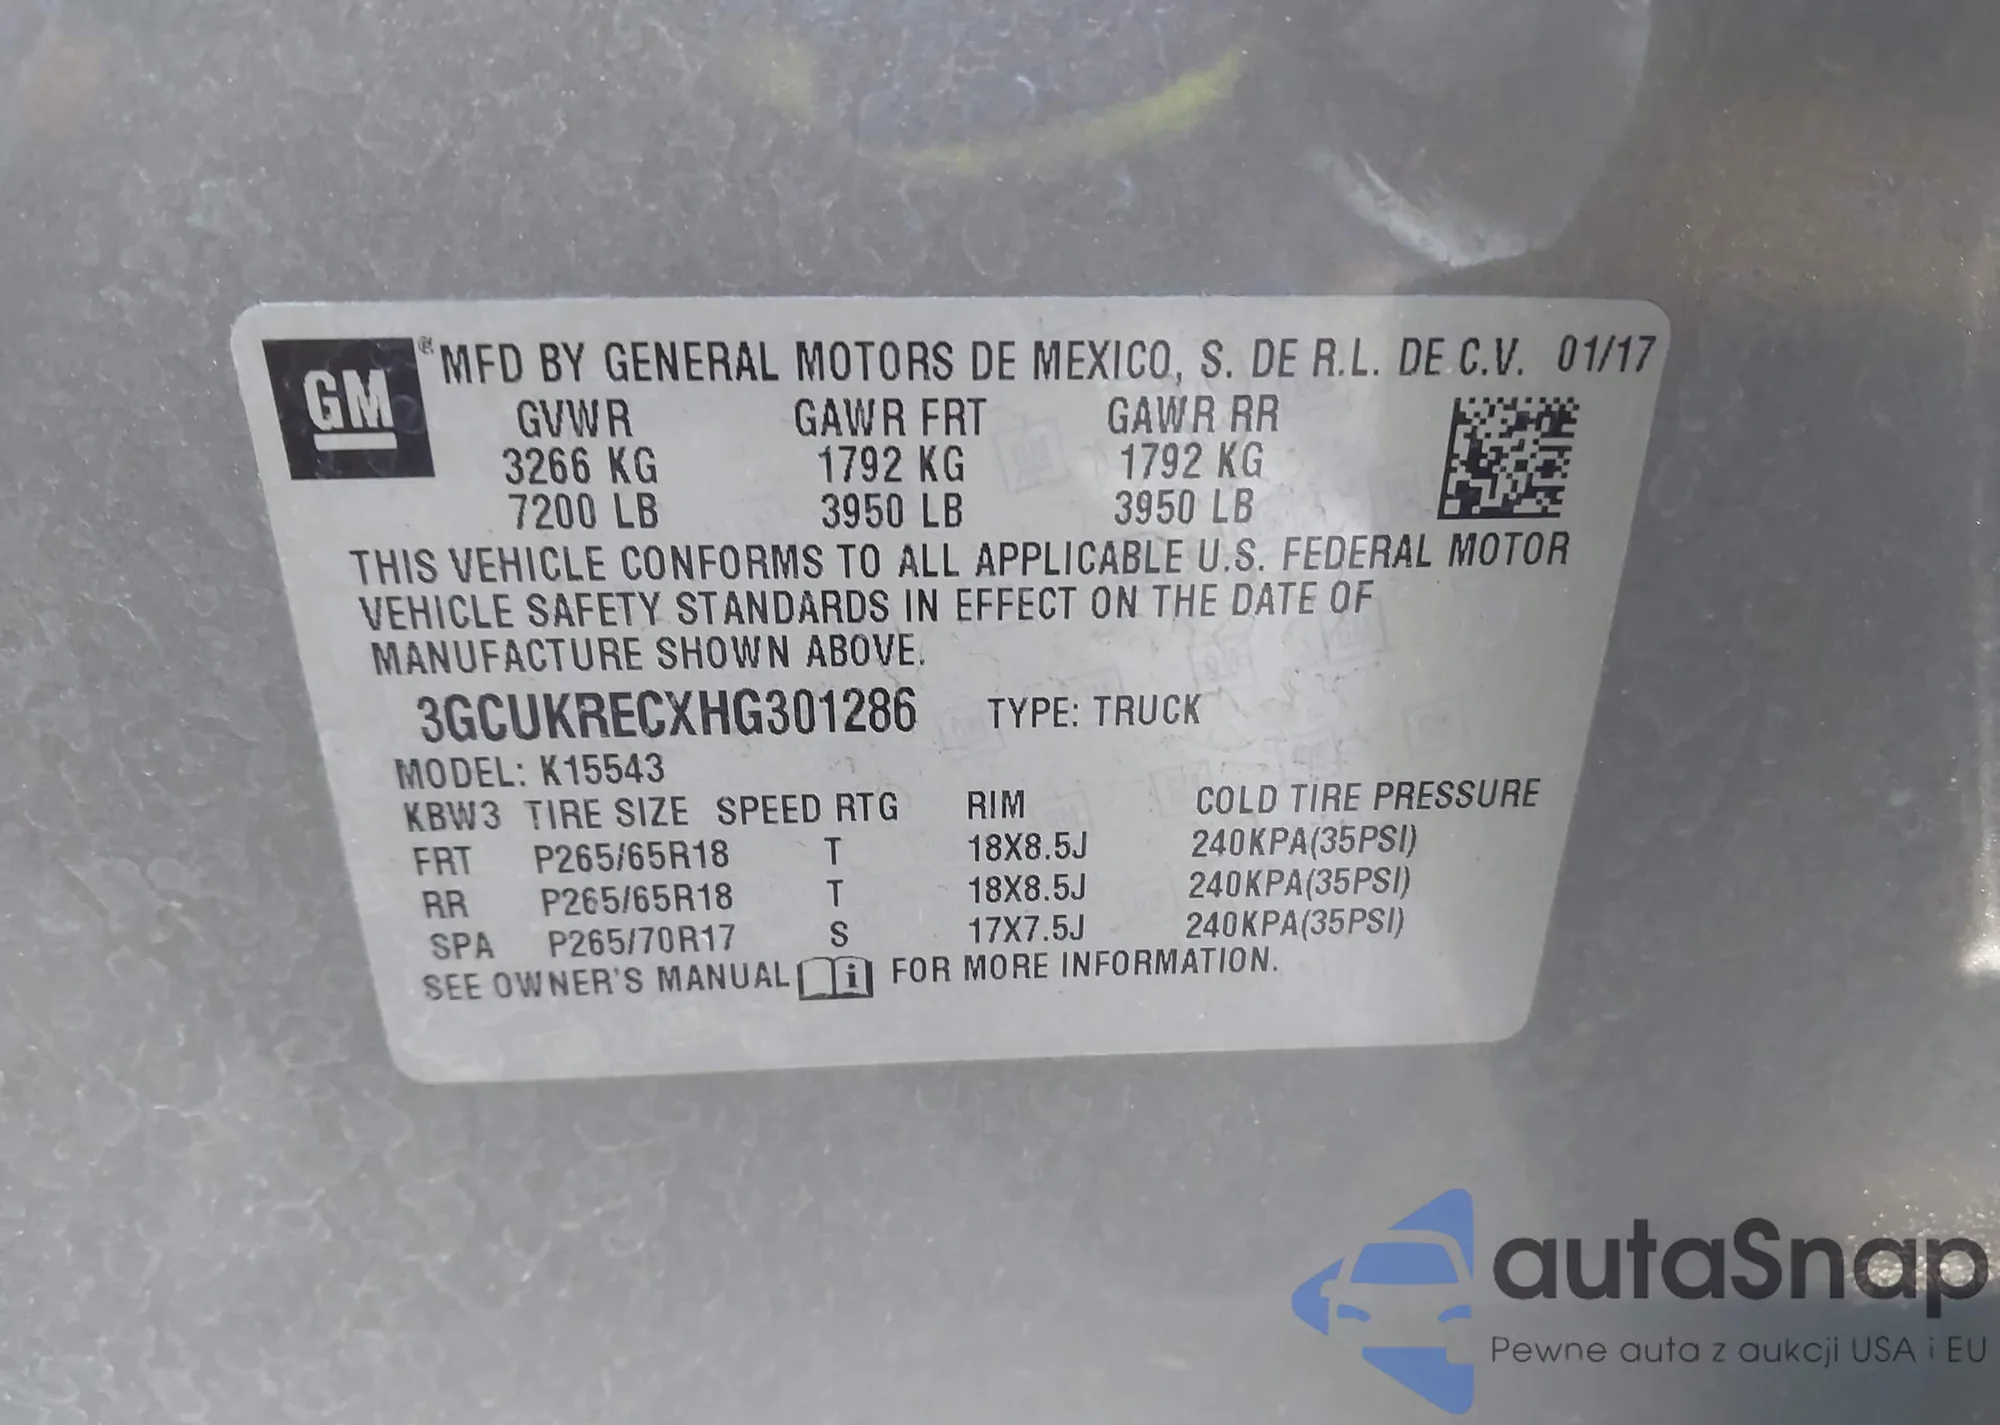 GM® MFD BY GENERAL MOTORS DE MEXICO, S. DE R.L. DE C.V. 01/17
GVWR GAWR FRT GAWR RR
3266 KG 1792 KG 1792 KG
7200 LB 3950 LB 3950 LB
THIS VEHICLE CONFORMS TO ALL APPLICABLE U.S. FEDERAL MOTOR
VEHICLE SAFETY STANDARDS IN EFFECT ON THE DATE OF
MANUFACTURE SHOWN ABOVE.
3GCUKRECXHG301286 TYPE: TRUCK
MODEL: K15543
KBW3 TIRE SIZE SPEED RTG RIM COLD TIRE PRESSURE
FRT P265/65R18 T 18X8.5J 240KPA(35PSI)
RR P265/65R18 T 18X8.5J 240KPA(35PSI)
SPA P265/70R17 S 17X7.5J 240KPA(35PSI)
SEE OWNER'S MANUAL i FOR MORE INFORMATION.
autaSnap
Pewne auta z aukcji USA i EU